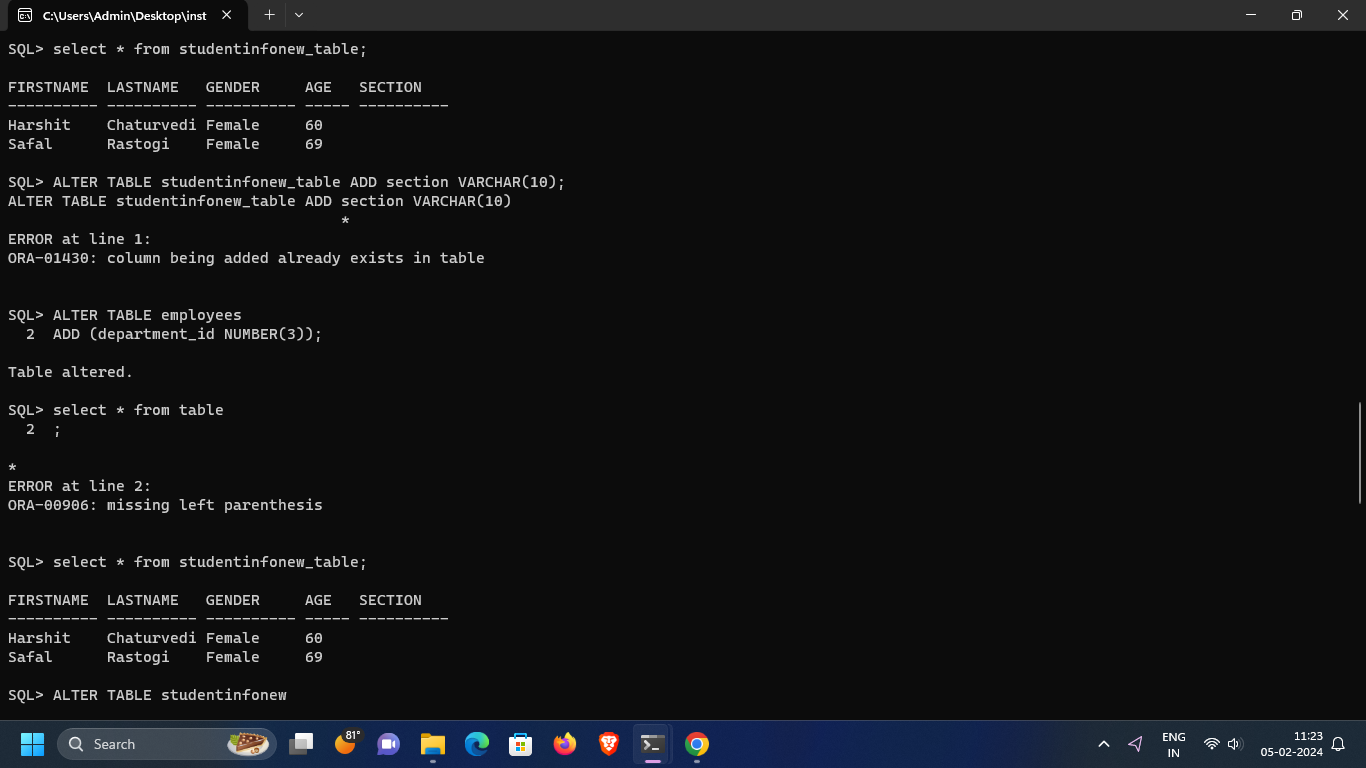 C:\Users\Admin\Desktop\inst
SQL> select * from studentinfonew_table;
FIRSTNAME  LASTNAME   GENDER     AGE   SECTION
---------- ---------- ---------- ----- ----------
Harshit    Chaturvedi Female     60
Safal      Rastogi    Female     69
SQL> ALTER TABLE studentinfonew_table ADD section VARCHAR(10);
ALTER TABLE studentinfonew_table ADD section VARCHAR(10)
                                     *
ERROR at line 1:
ORA-01430: column being added already exists in table
SQL> ALTER TABLE employees
  2  ADD (department_id NUMBER(3));
Table altered.
SQL> select * from table
  2  ;
*
ERROR at line 2:
ORA-00906: missing left parenthesis
SQL> select * from studentinfonew_table;
FIRSTNAME  LASTNAME   GENDER     AGE   SECTION
---------- ---------- ---------- ----- ----------
Harshit    Chaturvedi Female     60
Safal      Rastogi    Female     69
SQL> ALTER TABLE studentinfonew
Search
81°
ENG
IN
11:23
05-02-2024